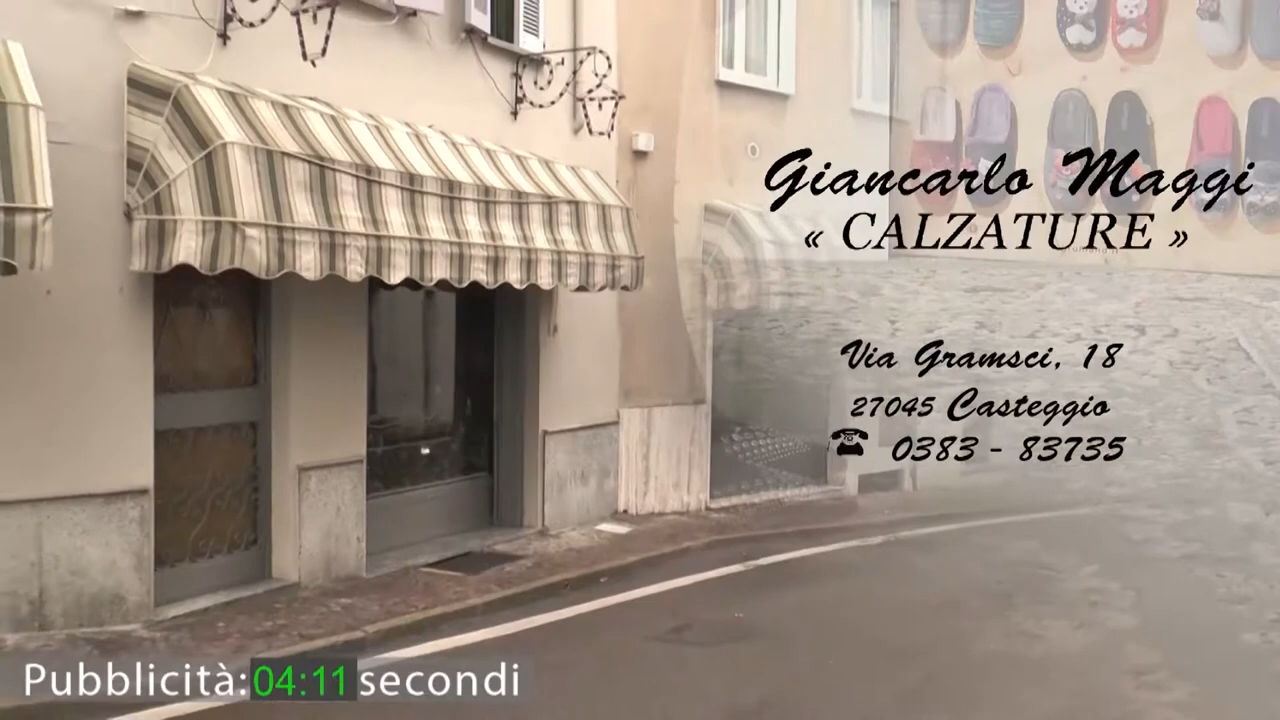 Giancarlo Maggi
« CALZATURE »
Via Gramsci, 18
27045 Casteggio
☎ 0383 - 83735
Pubblicità: 04:11 secondi